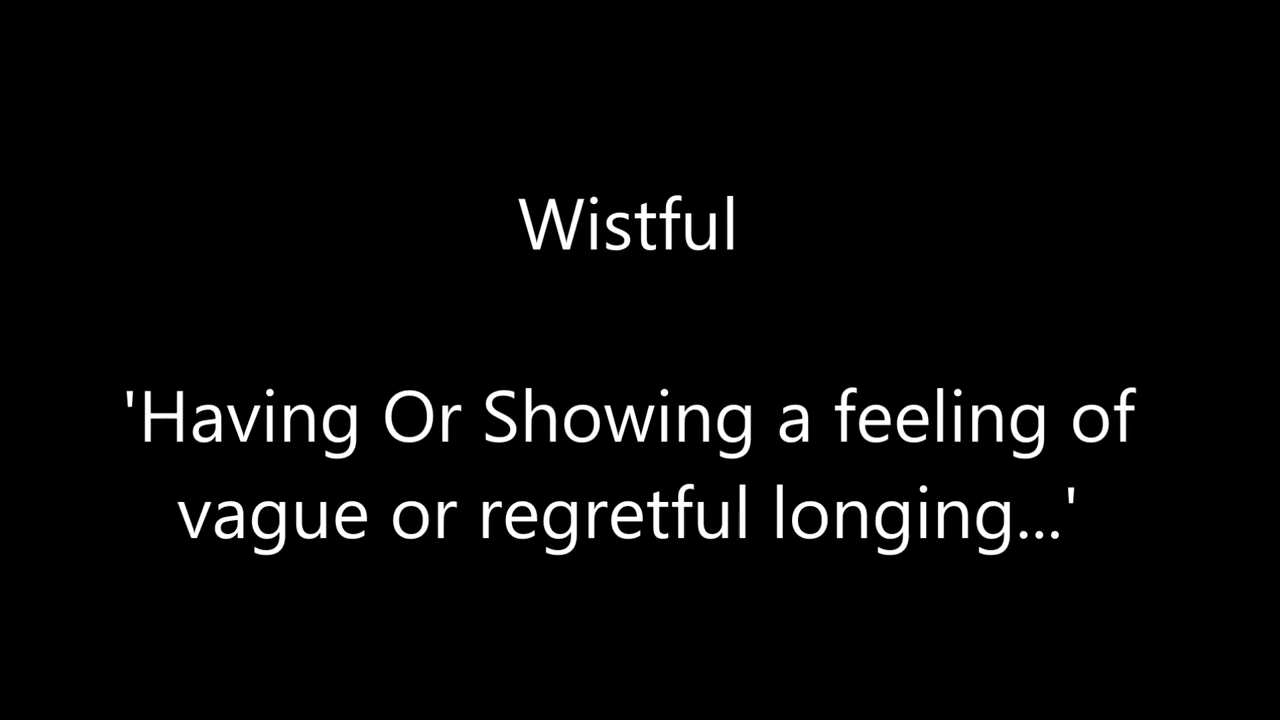 Wistful
'Having Or Showing a feeling of
vague or regretful longing...'